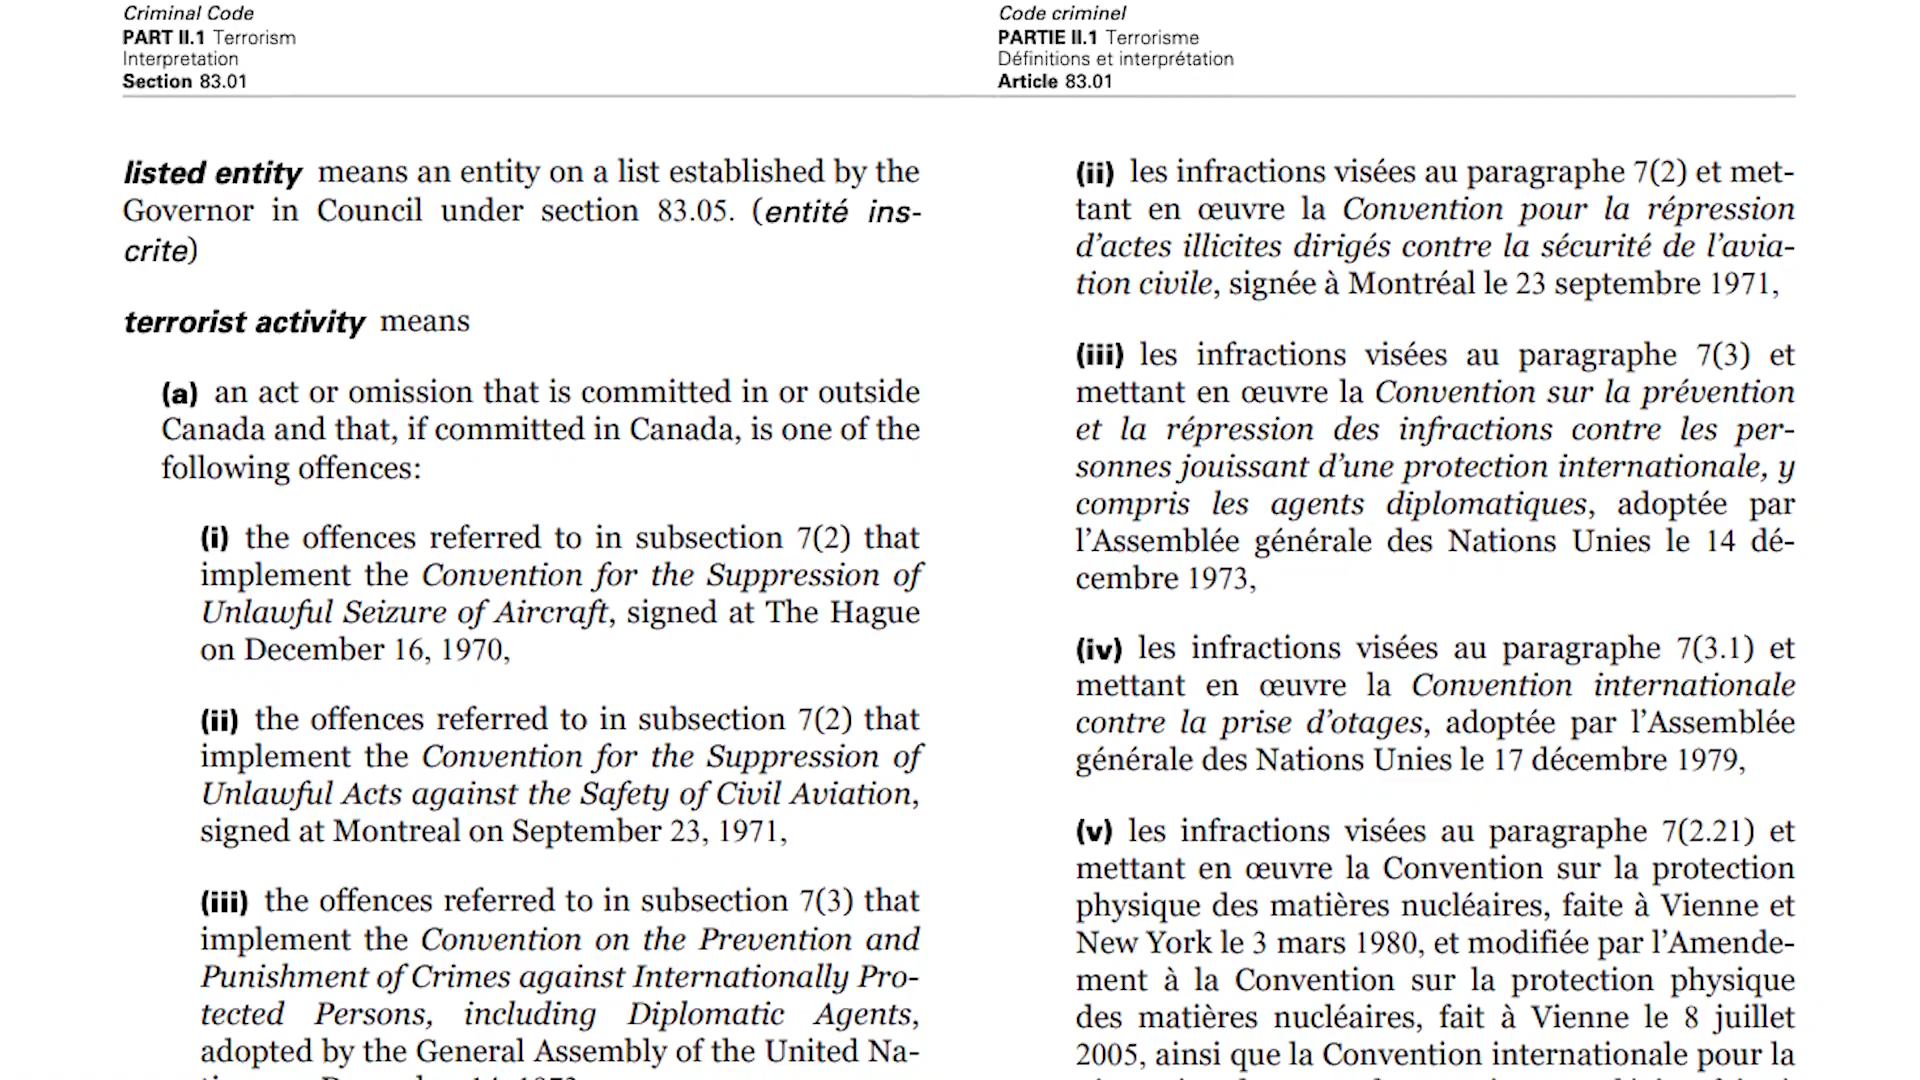 Criminal Code
PART II.1 Terrorism
Interpretation
Section 83.01
listed entity means an entity on a list established by the
Governor in Council under section 83.05. (entité ins-
crite)
terrorist activity means
(a) an act or omission that is committed in or outside
Canada and that, if committed in Canada, is one of the
following offences:
(i) the offences referred to in subsection 7(2) that
implement the Convention for the Suppression of
Unlawful Seizure of Aircraft, signed at The Hague
on December 16, 1970,
(ii) the offences referred to in subsection 7(2) that
implement the Convention for the Suppression of
Unlawful Acts against the Safety of Civil Aviation,
signed at Montreal on September 23, 1971,
(iii) the offences referred to in subsection 7(3) that
implement the Convention on the Prevention and
Punishment of Crimes against Internationally Pro-
tected Persons, including Diplomatic Agents,
adopted by the General Assembly of the United Na-
Code criminel
PARTIE II.1 Terrorisme
Définitions et interprétation
Article 83.01
(ii) les infractions visées au paragraphe 7(2) et met-
tant en œuvre la Convention pour la répression
d’actes illicites dirigés contre la sécurité de l’avia-
tion civile, signée à Montréal le 23 septembre 1971,
(iii) les infractions visées au paragraphe 7(3) et
mettant en œuvre la Convention sur la prévention
et la répression des infractions contre les per-
sonnes jouissant d’une protection internationale, y
compris les agents diplomatiques, adoptée par
l’Assemblée générale des Nations Unies le 14 dé-
cembre 1973,
(iv) les infractions visées au paragraphe 7(3.1) et
mettant en œuvre la Convention internationale
contre la prise d’otages, adoptée par l’Assemblée
générale des Nations Unies le 17 décembre 1979,
(v) les infractions visées au paragraphe 7(2.21) et
mettant en œuvre la Convention sur la protection
physique des matières nucléaires, faite à Vienne et
New York le 3 mars 1980, et modifiée par l’Amende-
ment à la Convention sur la protection physique
des matières nucléaires, fait à Vienne le 8 juillet
2005, ainsi que la Convention internationale pour la